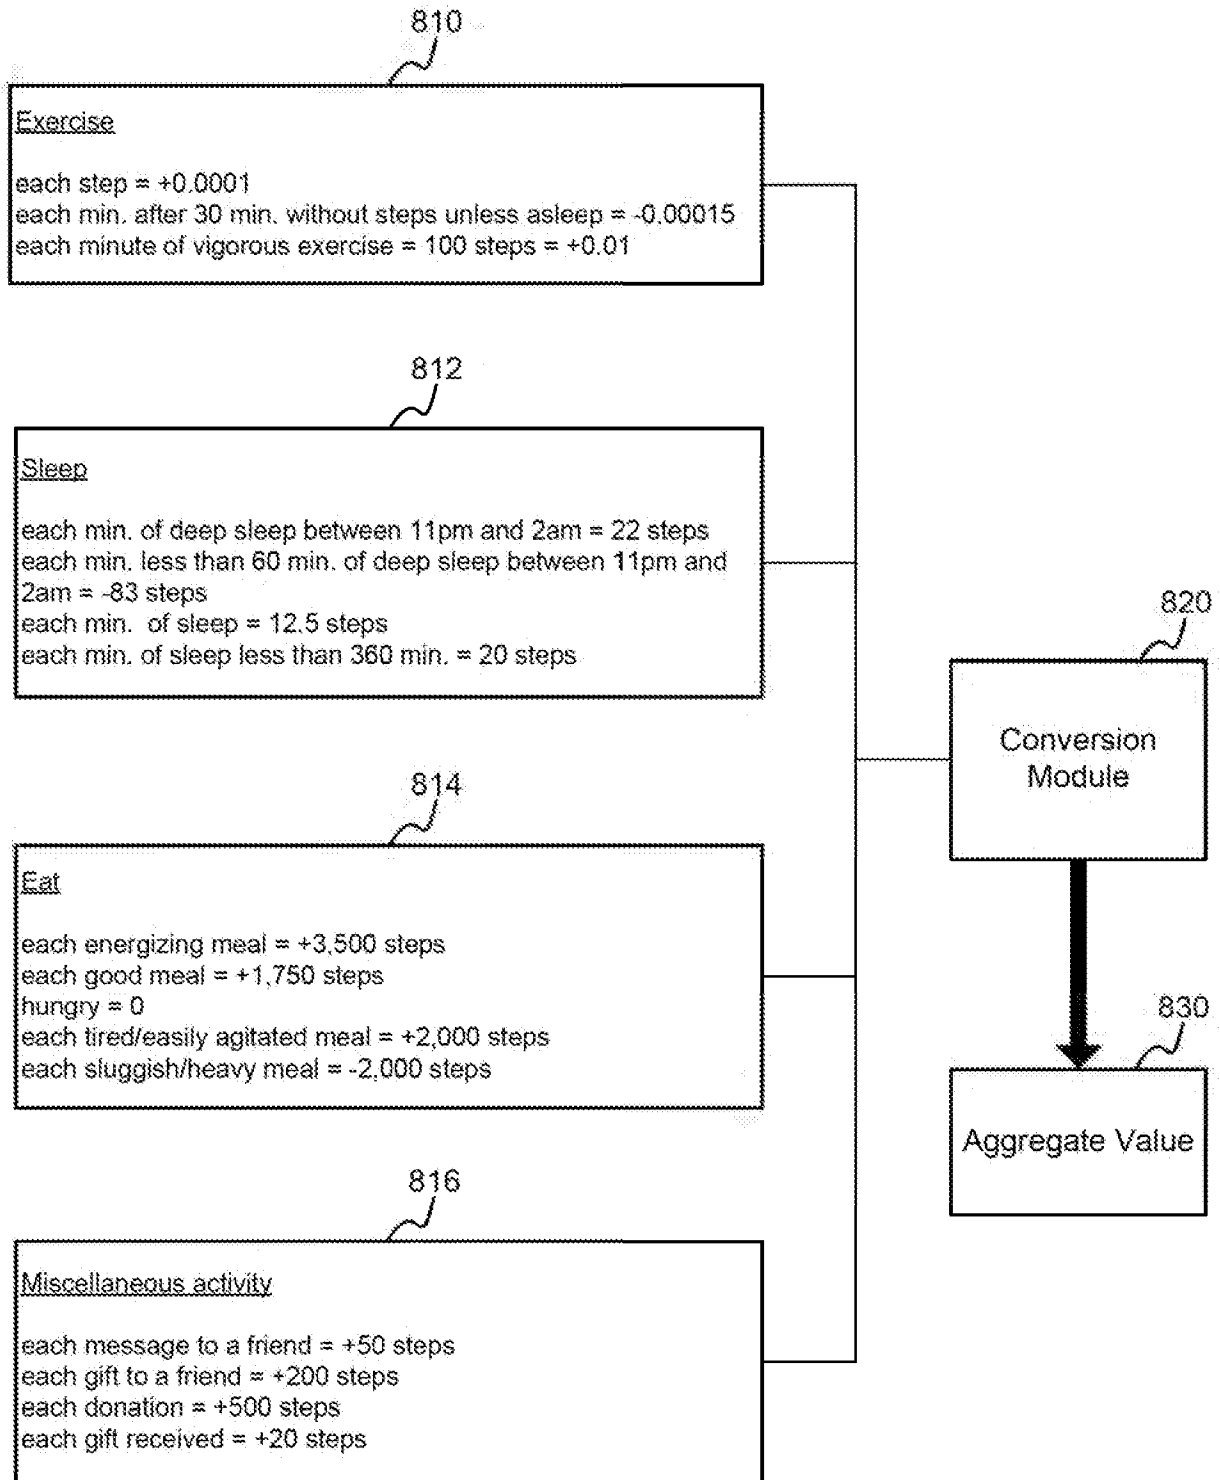 810
Exercise
each step = +0.0001
each min. after 30 min. without steps unless asleep = -0.00015
each minute of vigorous exercise = 100 steps = +0.01
812
Sleep
each min. of deep sleep between 11pm and 2am = 22 steps
each min. less than 60 min. of deep sleep between 11pm and
2am = -83 steps
each min. of sleep = 12.5 steps
each min. of sleep less than 360 min. = 20 steps
820
Conversion
Module
814
Eat
each energizing meal = +3,500 steps
each good meal = +1,750 steps
hungry = 0
each tired/easily agitated meal = +2,000 steps
each sluggish/heavy meal = -2,000 steps
830
Aggregate Value
816
Miscellaneous activity
each message to a friend = +50 steps
each gift to a friend = +200 steps
each donation = +500 steps
each gift received = +20 steps